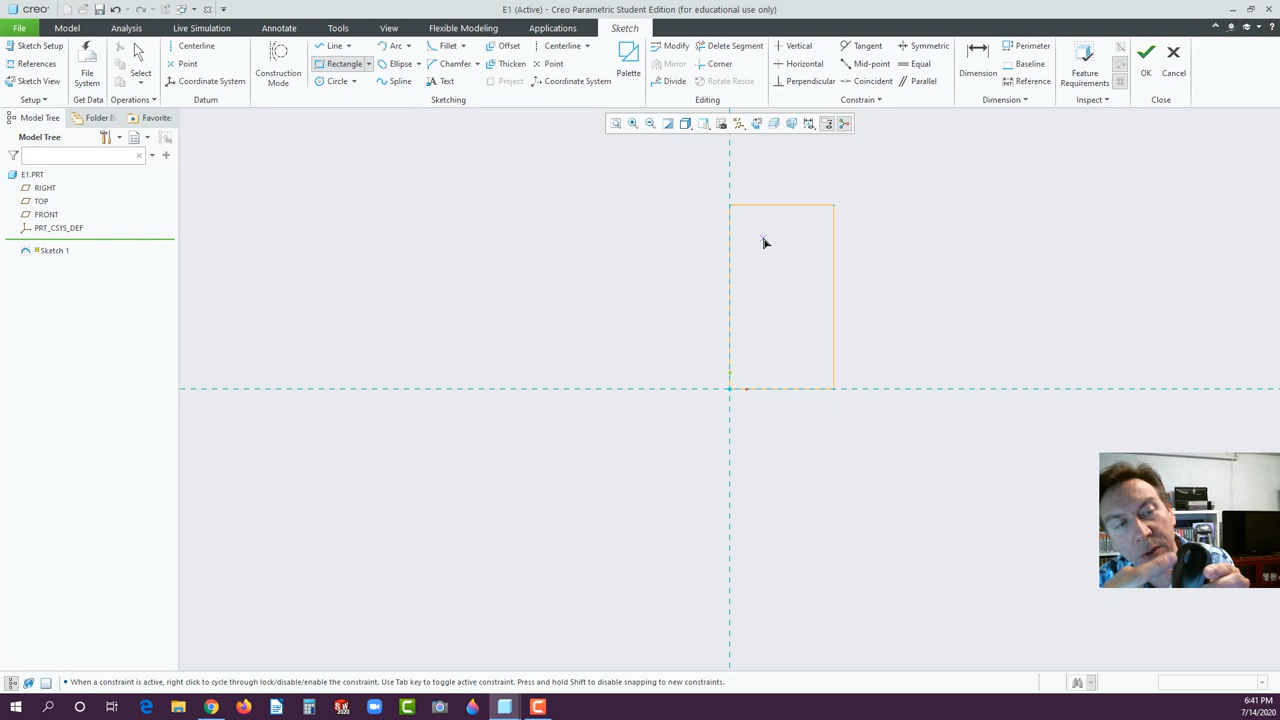 creo E1 (Active) - Creo Parametric Student Edition (for educational use only)
File Model Analysis Live Simulation Annotate Tools View Flexible Modeling Applications Sketch
Sketch Setup
References
Sketch View
Setup
File System
Get Data
Select
Operations
Centerline
Point
Coordinate System
Datum
Construction Mode
Line Arc Fillet Offset Centerline
Rectangle Ellipse Chamfer Thicken Point
Circle Spline Text Project Coordinate System
Palette
Sketching
Modify Delete Segment
Mirror Corner
Divide Rotate Resize
Editing
Vertical Tangent Symmetric
Horizontal Mid-point Equal
Perpendicular Coincident Parallel
Constrain
Dimension
Perimeter
Baseline
Reference
Dimension
Feature Requirements
Inspect
OK
Cancel
Close
Model Tree Folder B Favorite
Model Tree
E1.PRT
RIGHT
TOP
FRONT
PRT_CSYS_DEF
Sketch 1
When a constraint is active, right click to cycle through lock/disable/enable the constraint. Use Tab key to toggle active constraint. Press and hold Shift to disable snapping to new constraints.
6:41 PM
7/14/2020